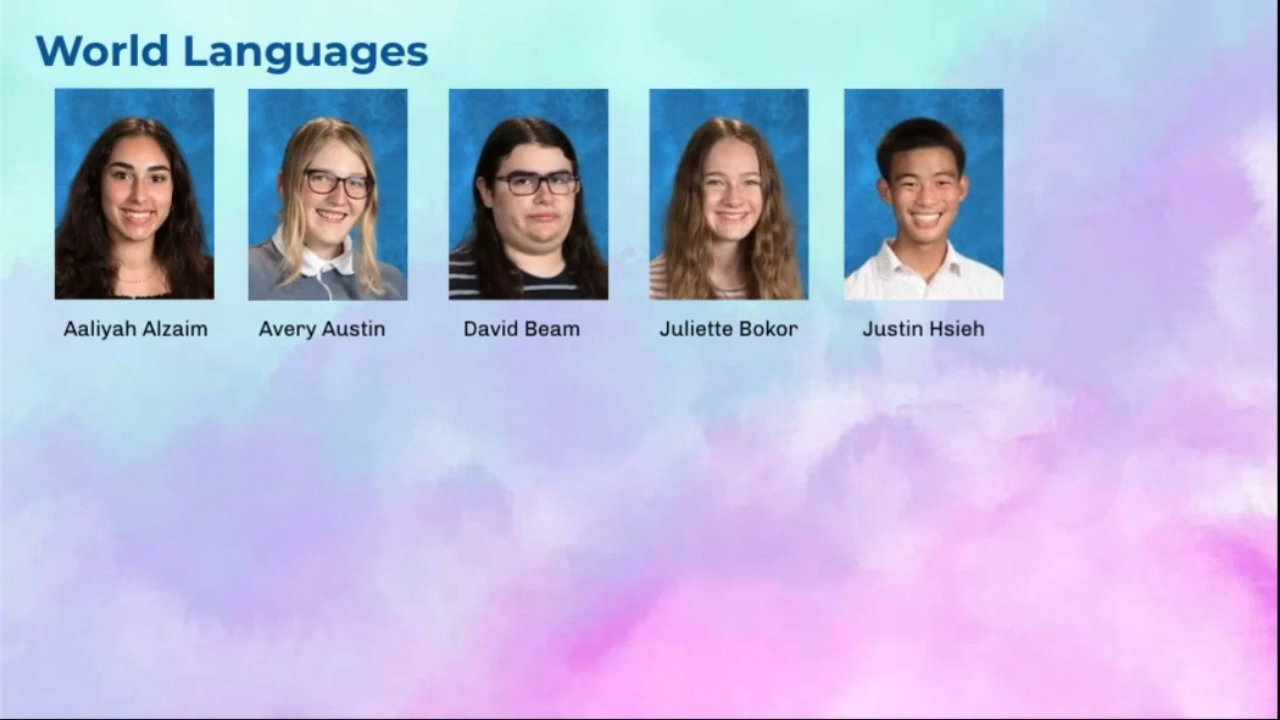 World Languages
Aaliyah Alzaim
Avery Austin
David Beam
Juliette Bokor
Justin Hsieh